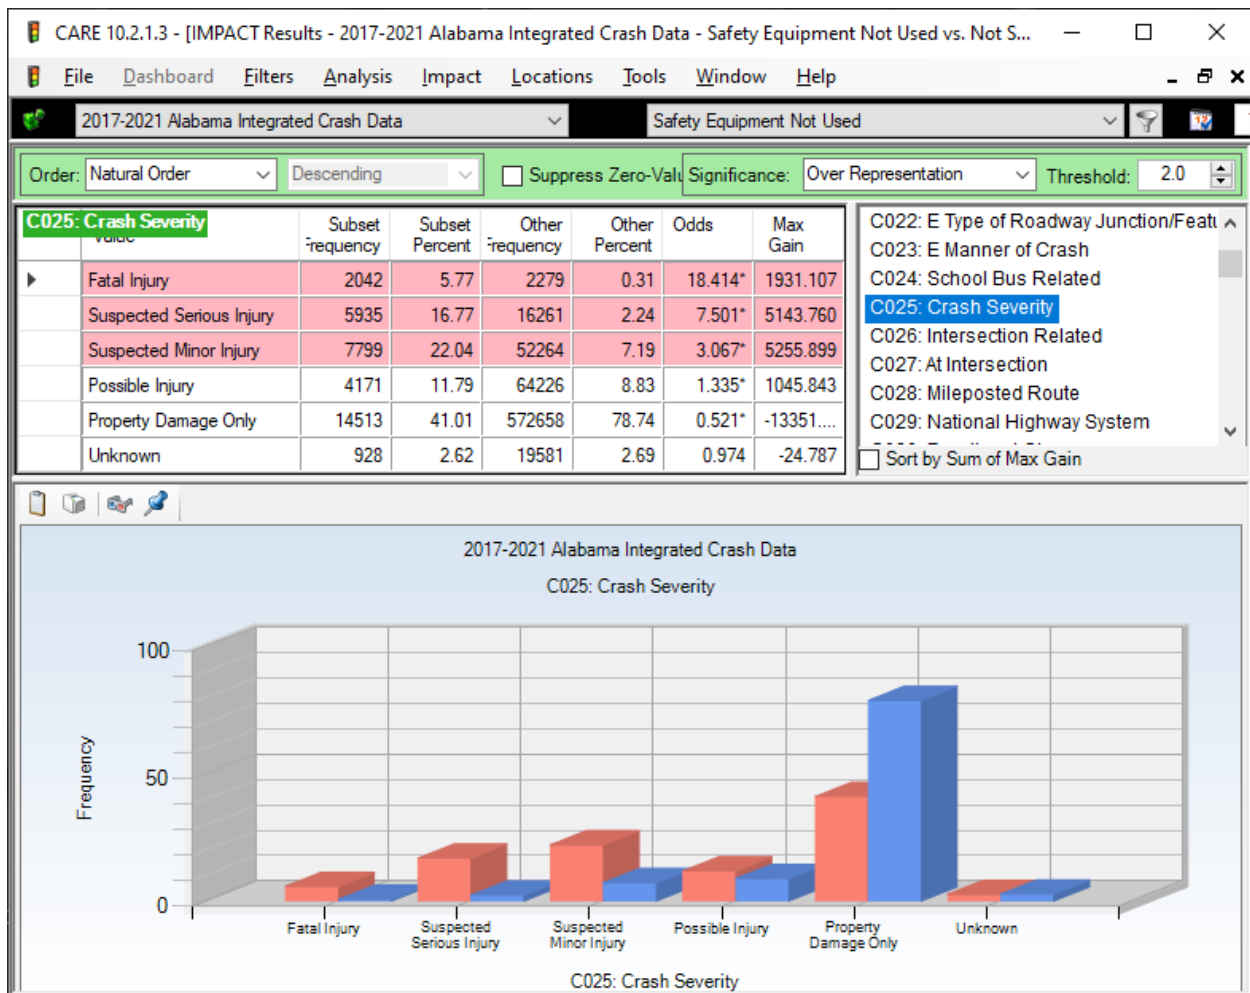 CARE 10.2.1.3 - [IMPACT Results - 2017-2021 Alabama Integrated Crash Data - Safety Equipment Not Used vs. Not S...
File Dashboard Filters Analysis Impact Locations Tools Window Help
2017-2021 Alabama Integrated Crash Data Safety Equipment Not Used
Order: Natural Order Descending Suppress Zero-Valu Significance: Over Representation Threshold: 2.0
C025: Crash Severity Subset Frequency Subset Percent Other Frequency Other Percent Odds Max Gain
Fatal Injury 2042 5.77 2279 0.31 18.414* 1931.107
Suspected Serious Injury 5935 16.77 16261 2.24 7.501* 5143.760
Suspected Minor Injury 7799 22.04 52264 7.19 3.067* 5255.899
Possible Injury 4171 11.79 64226 8.83 1.335* 1045.843
Property Damage Only 14513 41.01 572658 78.74 0.521* -13351....
Unknown 928 2.62 19581 2.69 0.974 -24.787
C022: E Type of Roadway Junction/Featu
C023: E Manner of Crash
C024: School Bus Related
C025: Crash Severity
C026: Intersection Related
C027: At Intersection
C028: Mileposted Route
C029: National Highway System
Sort by Sum of Max Gain
2017-2021 Alabama Integrated Crash Data
C025: Crash Severity
100
50
0
Frequency
Fatal Injury
Suspected
Serious Injury
Suspected
Minor Injury
Possible Injury
Property
Damage Only
Unknown
C025: Crash Severity